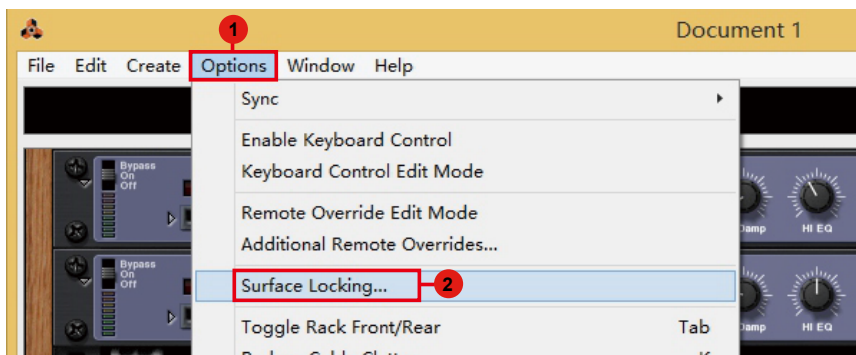 1
Document 1
File Edit Create Options Window Help
Sync
Enable Keyboard Control
Bypass
On
Off
Keyboard Control Edit Mode
Remote Override Edit Mode
Damp HI EQ
Additional Remote Overrides...
Bypass
On
Off
Surface Locking... 2
Toggle Rack Front/Rear Tab
Damp HI EQ